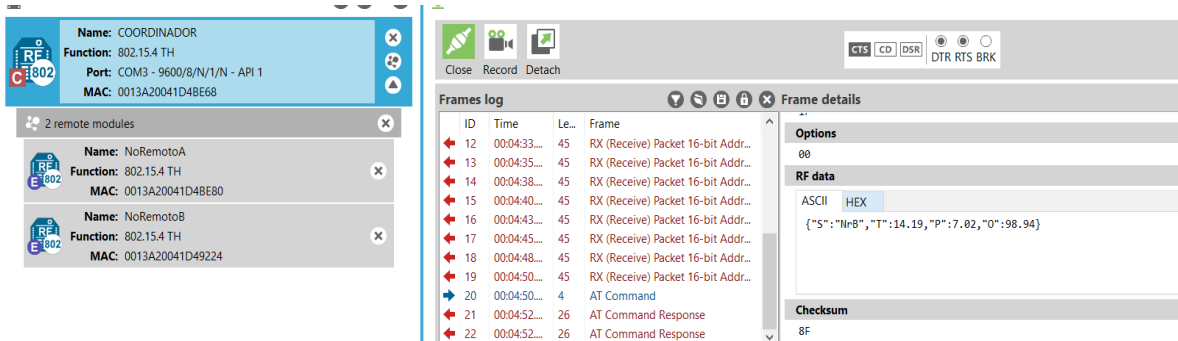 Name: COORDINADOR
Function: 802.15.4 TH
Port: COM3 - 9600/8/N/1/N - API 1
MAC: 0013A20041D4BE68
RF
C 802
2 remote modules
Name: NoRemotoA
Function: 802.15.4 TH
MAC: 0013A20041D4BE80
RF
E 802
Name: NoRemotoB
Function: 802.15.4 TH
MAC: 0013A20041D49224
RF
E 802
Close Record Detach
CTS CD DSR
DTR RTS BRK
Frames log
ID Time Le... Frame
12 00:04:33.... 45 RX (Receive) Packet 16-bit Addr...
13 00:04:35.... 45 RX (Receive) Packet 16-bit Addr...
14 00:04:38.... 45 RX (Receive) Packet 16-bit Addr...
15 00:04:40.... 45 RX (Receive) Packet 16-bit Addr...
16 00:04:43.... 45 RX (Receive) Packet 16-bit Addr...
17 00:04:45.... 45 RX (Receive) Packet 16-bit Addr...
18 00:04:48.... 45 RX (Receive) Packet 16-bit Addr...
19 00:04:50.... 45 RX (Receive) Packet 16-bit Addr...
20 00:04:50.... 4 AT Command
21 00:04:52.... 26 AT Command Response
22 00:04:52.... 26 AT Command Response
Frame details
Options
00
RF data
ASCII HEX
{"S":"NrB","T":14.19,"P":7.02,"O":98.94}
Checksum
8F